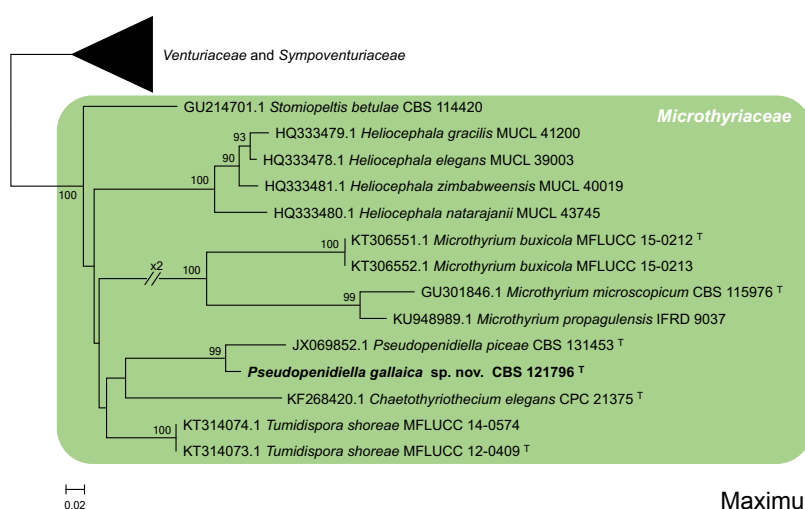 Venturiaceae and Sympoventuriaceae
GU214701.1 Stomiopeltis betulae CBS 114420
Microthyriaceae
93
HQ333479.1 Heliocephala gracilis MUCL 41200
90
HQ333478.1 Heliocephala elegans MUCL 39003
100
HQ333481.1 Heliocephala zimbabweensis MUCL 40019
100
HQ333480.1 Heliocephala natarajanii MUCL 43745
KT306551.1 Microthyrium buxicola MFLUCC 15-0212 T
100
x2
100
KT306552.1 Microthyrium buxicola MFLUCC 15-0213
GU301846.1 Microthyrium microscopicum CBS 115976 T
99
KU948989.1 Microthyrium propagulensis IFRD 9037
JX069852.1 Pseudopenidiella piceae CBS 131453 T
99
Pseudopenidiella gallaica sp. nov. CBS 121796 T
KF268420.1 Chaetothyriothecium elegans CPC 21375 T
KT314074.1 Tumidispora shoreae MFLUCC 14-0574
100
KT314073.1 Tumidispora shoreae MFLUCC 12-0409 T
0.02
Maximu